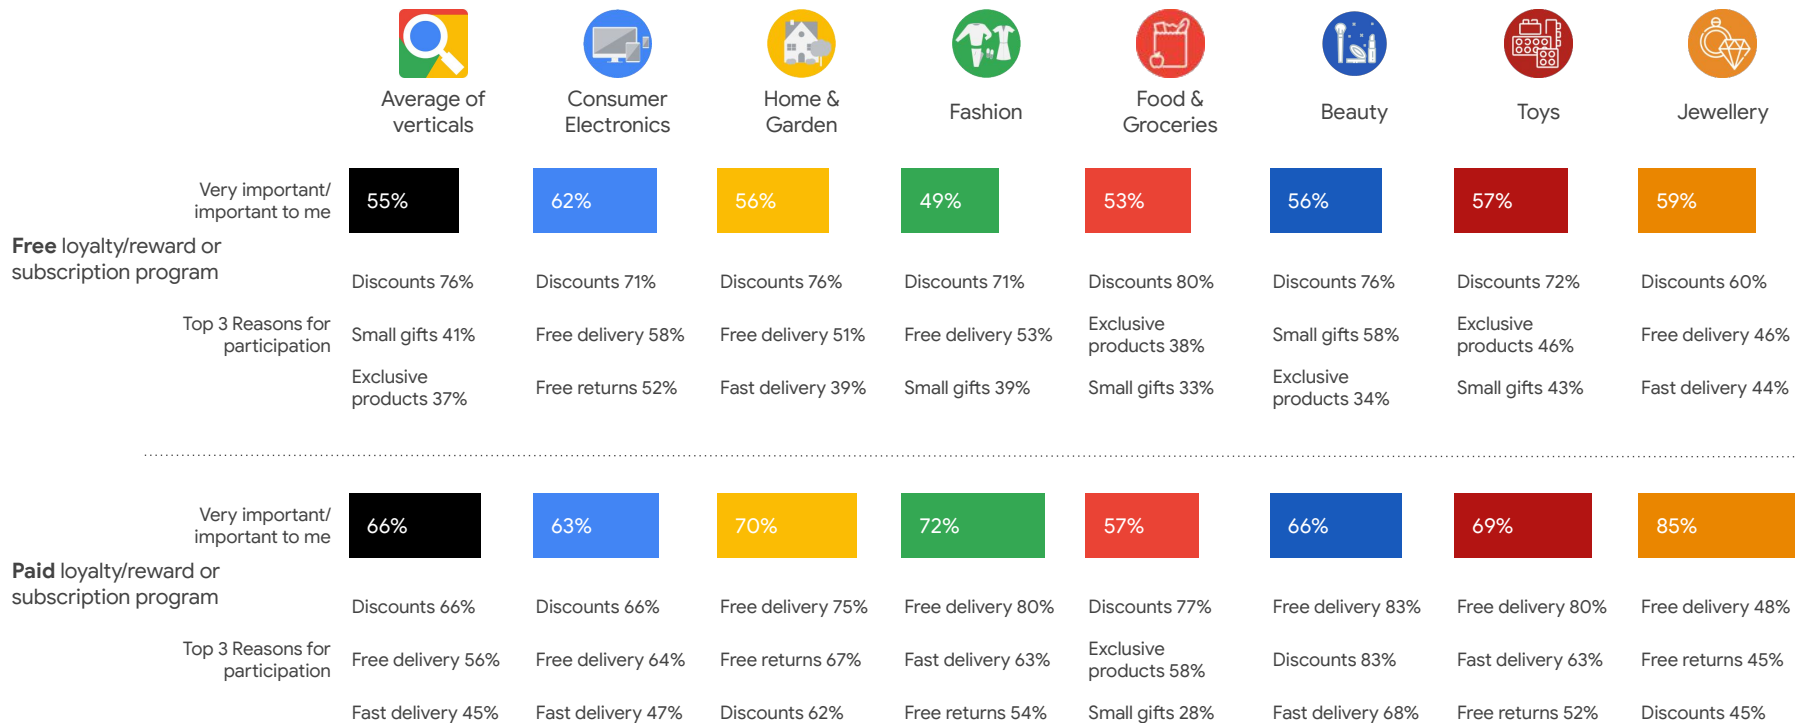 Average of
verticals
Consumer
Electronics
Home &
Garden
Fashion
Food &
Groceries
Beauty
Toys
Jewellery
Very important/
important to me
55%
62%
56%
49%
53%
56%
57%
59%
Free loyalty/reward or
subscription program
Discounts 76%
Discounts 71%
Discounts 76%
Discounts 71%
Discounts 80%
Discounts 76%
Discounts 72%
Discounts 60%
Top 3 Reasons for
participation
Small gifts 41%
Free delivery 58%
Free delivery 51%
Free delivery 53%
Exclusive
products 38%
Small gifts 58%
Exclusive
products 46%
Free delivery 46%
Exclusive
products 37%
Free returns 52%
Fast delivery 39%
Small gifts 39%
Small gifts 33%
Exclusive
products 34%
Small gifts 43%
Fast delivery 44%
Very important/
important to me
66%
63%
70%
72%
57%
66%
69%
85%
Paid loyalty/reward or
subscription program
Discounts 66%
Discounts 66%
Free delivery 75%
Free delivery 80%
Discounts 77%
Free delivery 83%
Free delivery 80%
Free delivery 48%
Top 3 Reasons for
participation
Free delivery 56%
Free delivery 64%
Free returns 67%
Fast delivery 63%
Exclusive
products 58%
Discounts 83%
Fast delivery 63%
Free returns 45%
Fast delivery 45%
Fast delivery 47%
Discounts 62%
Free returns 54%
Small gifts 28%
Fast delivery 68%
Free returns 52%
Discounts 45%